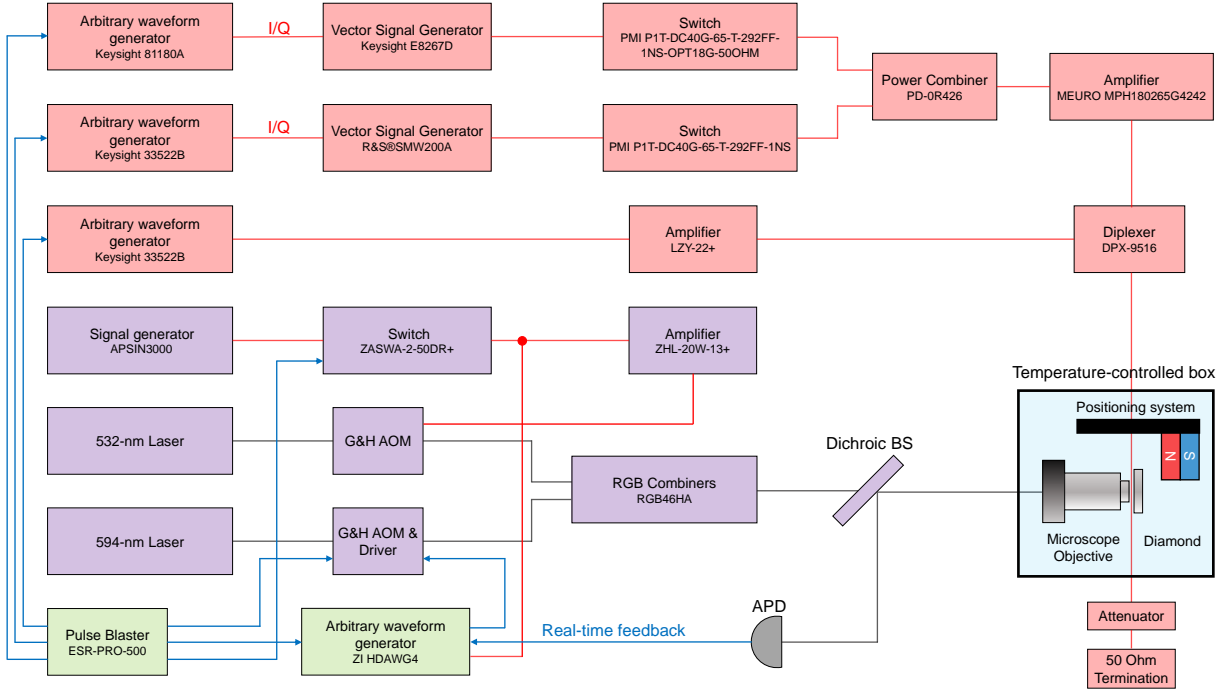 Arbitrary waveform
generator
Keysight 81180A
I/Q
Vector Signal Generator
Keysight E8267D
Switch
PMI P1T-DC40G-65-T-292FF-
1NS-OPT18G-50OHM
Power Combiner
PD-0R426
Amplifier
MEURO MPH180265G4242
Arbitrary waveform
generator
Keysight 33522B
I/Q
Vector Signal Generator
R&S®SMW200A
Switch
PMI P1T-DC40G-65-T-292FF-1NS
Arbitrary waveform
generator
Keysight 33522B
Amplifier
LZY-22+
Diplexer
DPX-9516
Signal generator
APSIN3000
Switch
ZASWA-2-50DR+
Amplifier
ZHL-20W-13+
Temperature-controlled box
Positioning system
N
S
Microscope
Objective
Diamond
532-nm Laser
G&H AOM
Dichroic BS
RGB Combiners
RGB46HA
594-nm Laser
G&H AOM &
Driver
APD
Pulse Blaster
ESR-PRO-500
Arbitrary waveform
generator
ZI HDAWG4
Real-time feedback
Attenuator
50 Ohm
Termination